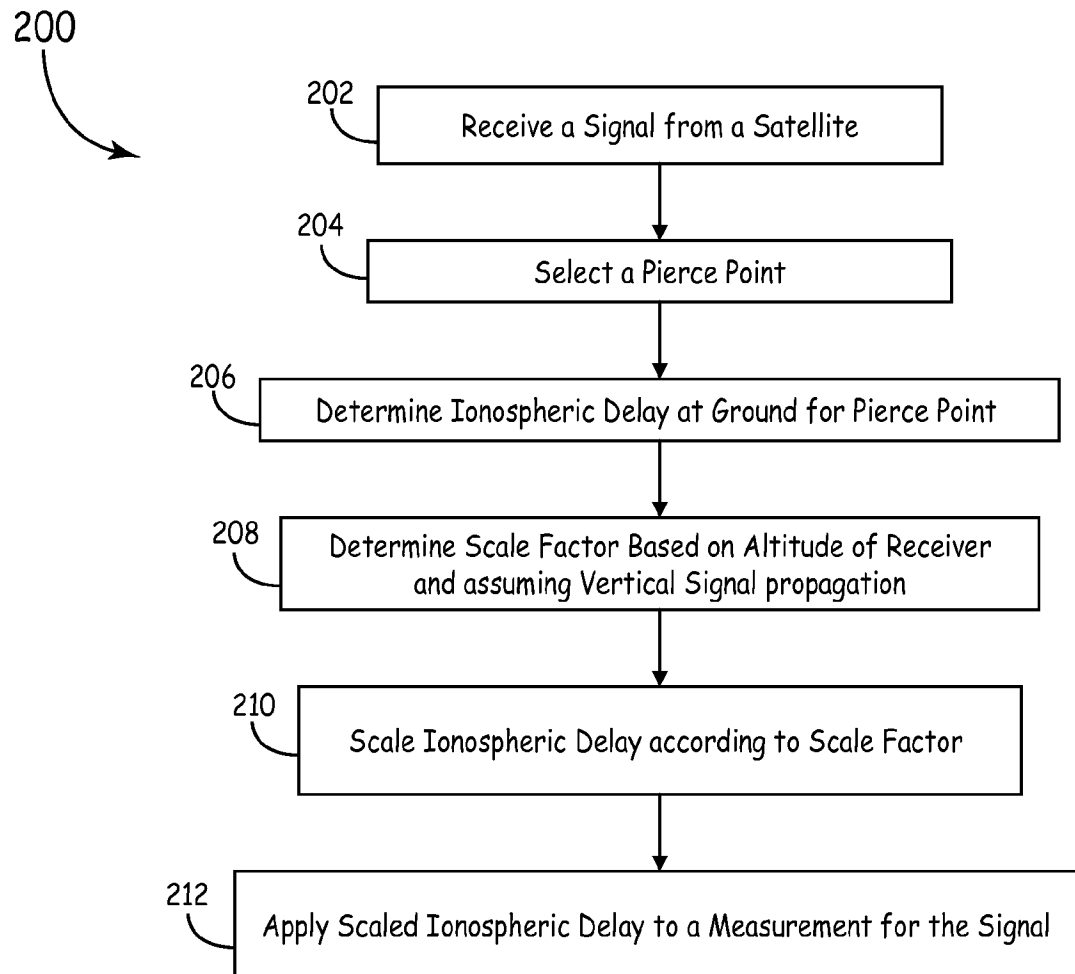 200
202
Receive a Signal from a Satellite
204
Select a Pierce Point
206
Determine Ionospheric Delay at Ground for Pierce Point
208
Determine Scale Factor Based on Altitude of Receiver
and assuming Vertical Signal propagation
210
Scale Ionospheric Delay according to Scale Factor
212
Apply Scaled Ionospheric Delay to a Measurement for the Signal